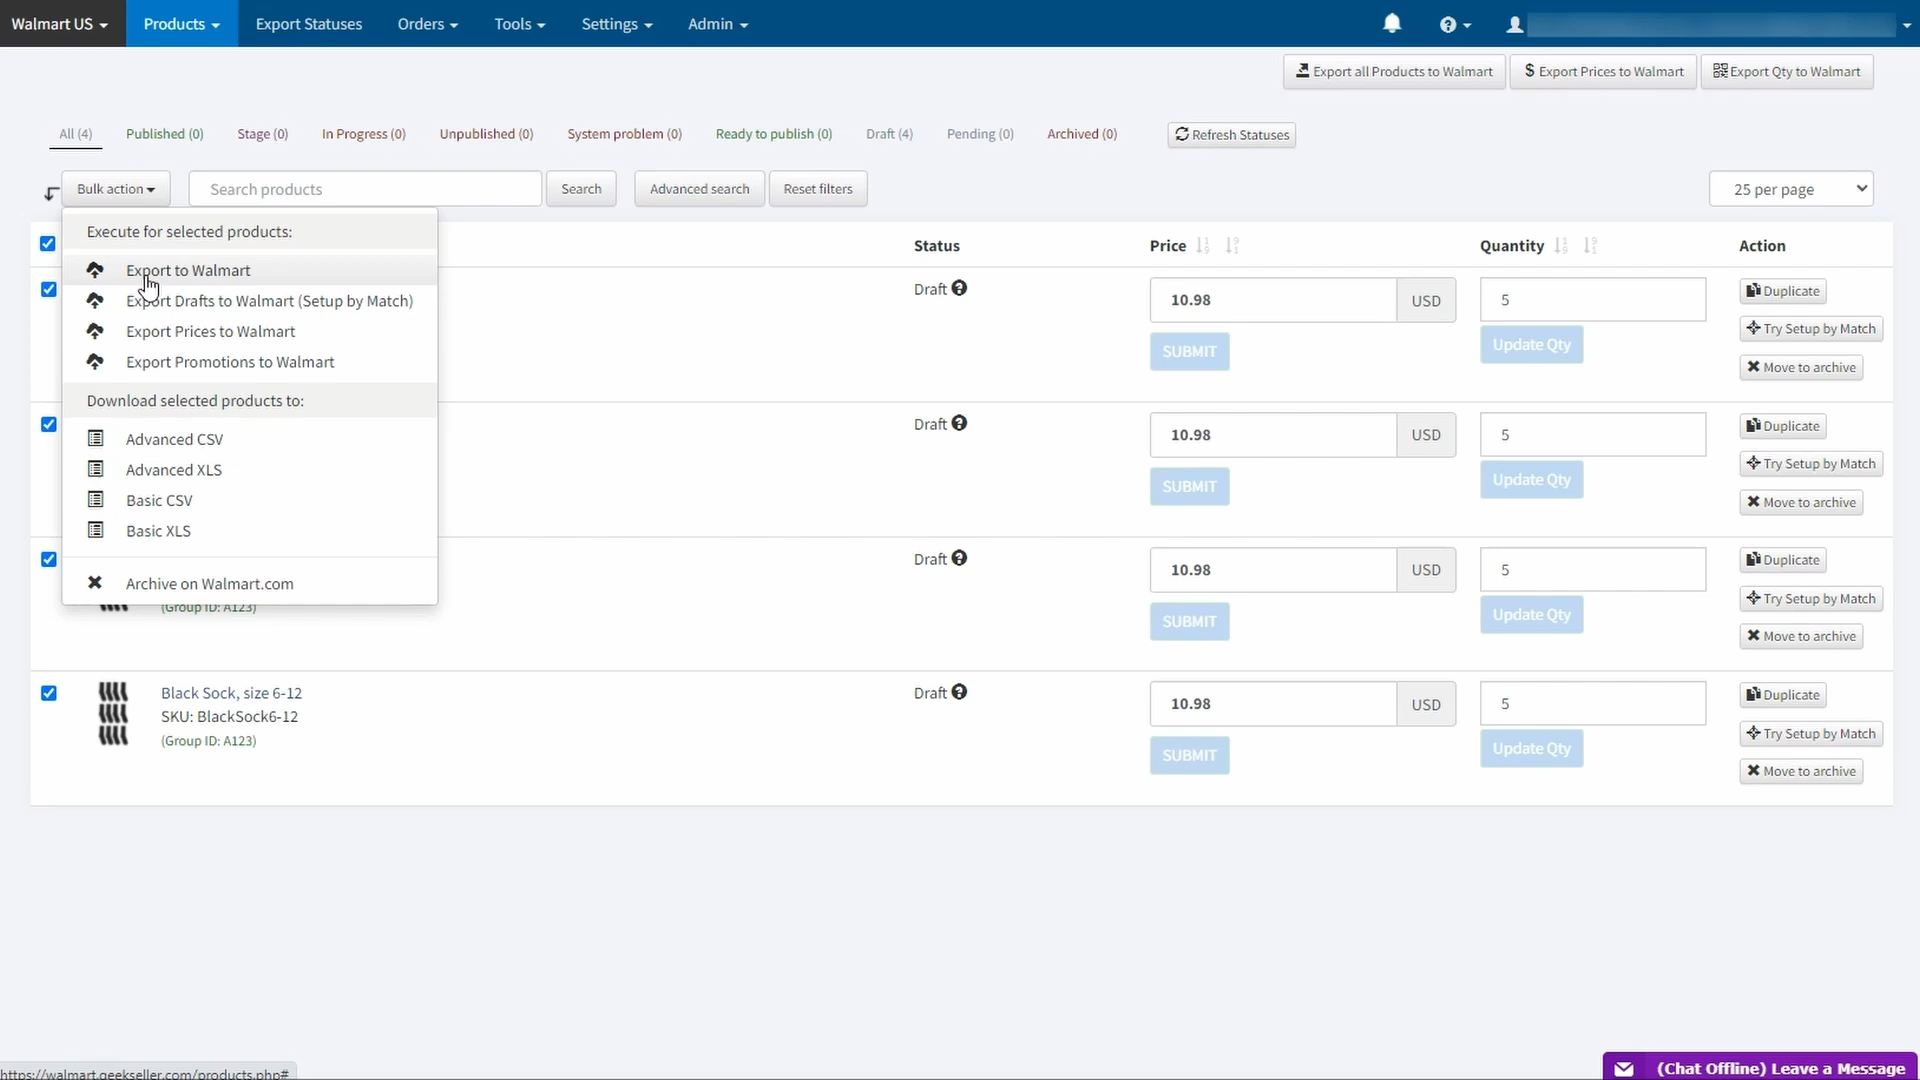 Walmart US Products Export Statuses Orders Tools Settings Admin
Export all Products to Walmart $ Export Prices to Walmart Export Qty to Walmart
All (4) Published (0) Stage (0) In Progress (0) Unpublished (0) System problem (0) Ready to publish (0) Draft (4) Pending (0) Archived (0) Refresh Statuses
Bulk action Search products Search Advanced search Reset filters 25 per page
Execute for selected products:
Export to Walmart
Export Drafts to Walmart (Setup by Match)
Export Prices to Walmart
Export Promotions to Walmart
Download selected products to:
Advanced CSV
Advanced XLS
Basic CSV
Basic XLS
Archive on Walmart.com
Status Price Quantity Action
Draft 10.98 USD 5 Duplicate
SUBMIT Update Qty Try Setup by Match
Move to archive
Draft 10.98 USD 5 Duplicate
SUBMIT Update Qty Try Setup by Match
Move to archive
Draft 10.98 USD 5 Duplicate
(Group ID: A123) SUBMIT Update Qty Try Setup by Match
Move to archive
Black Sock, size 6-12 Draft 10.98 USD 5 Duplicate
SKU: BlackSock6-12
(Group ID: A123) SUBMIT Update Qty Try Setup by Match
Move to archive
https://walmart.geekseller.com/products.php#
(Chat Offline) Leave a Message